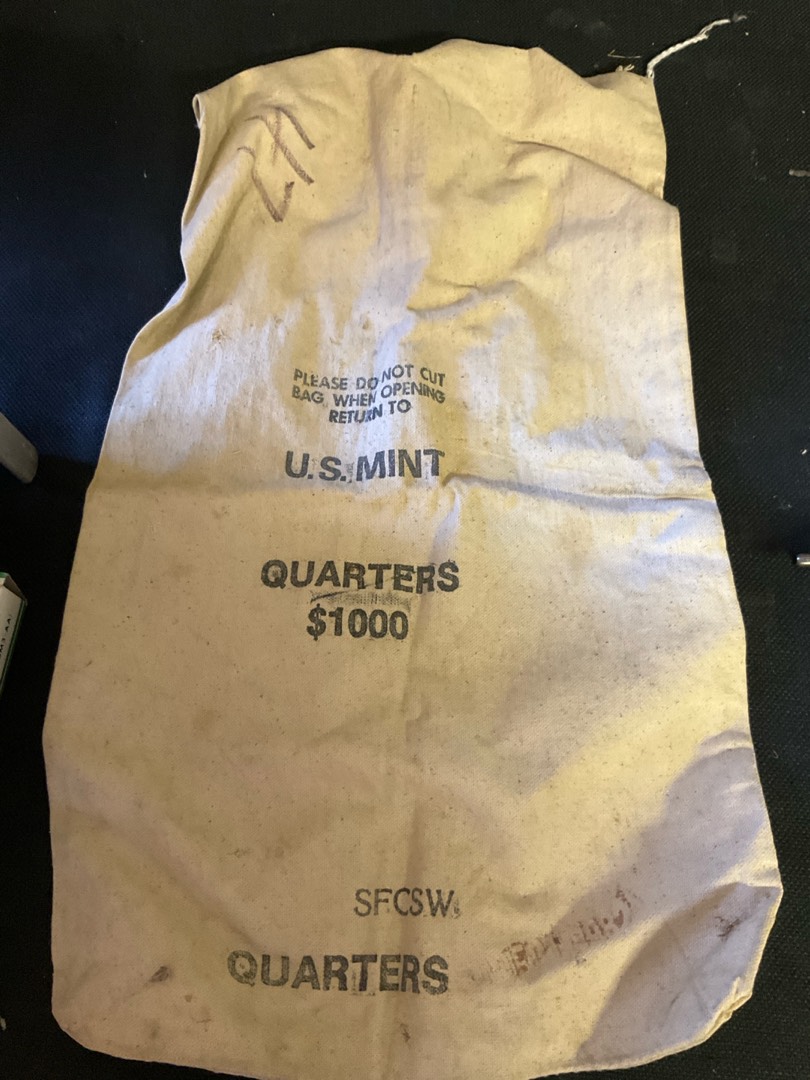 PLEASE DO NOT CUT
BAG WHEN OPENING
RETURN TO
U.S. MINT
QUARTERS
$1000
SFCSW
QUARTERS